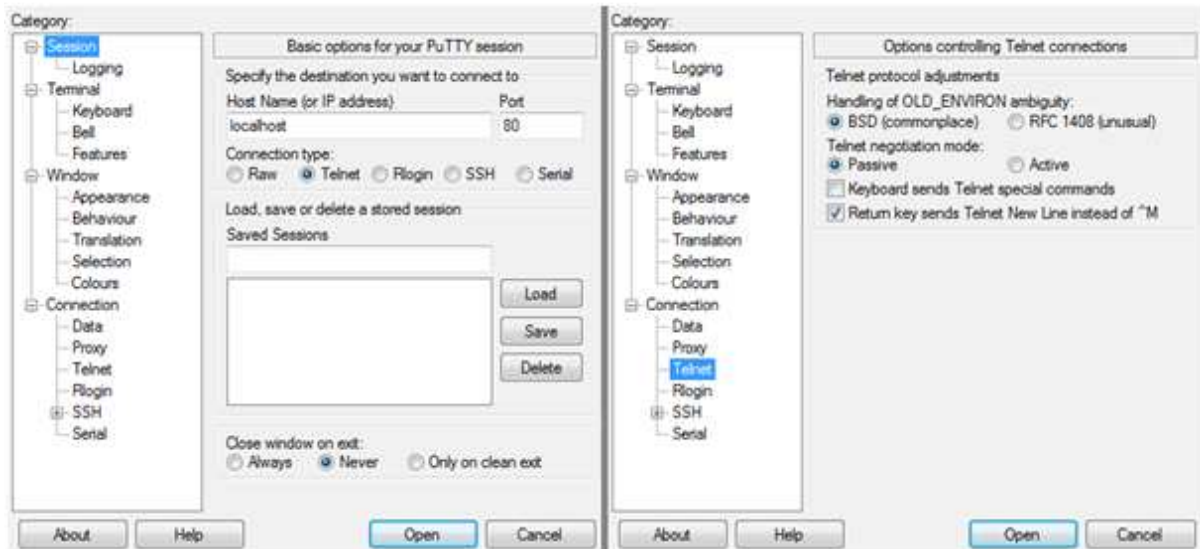 Category:
Session
Logging
Terminal
Keyboard
Bell
Features
Window
Appearance
Behaviour
Translation
Selection
Colours
Connection
Data
Proxy
Telnet
Rlogin
SSH
Serial
Basic options for your PuTTY session
Specify the destination you want to connect to
Host Name (or IP address) Port
localhost 80
Connection type:
Raw Telnet Rlogin SSH Serial
Load, save or delete a stored session
Saved Sessions
Load
Save
Delete
Close window on exit:
Always Never Only on clean exit
About Help Open Cancel
Category:
Session
Logging
Terminal
Keyboard
Bell
Features
Window
Appearance
Behaviour
Translation
Selection
Colours
Connection
Data
Proxy
Telnet
Rlogin
SSH
Serial
Options controlling Telnet connections
Telnet protocol adjustments
Handling of OLD_ENVIRON ambiguity:
BSD (commonplace) RFC 1408 (unusual)
Telnet negotiation mode:
Passive Active
Keyboard sends Telnet special commands
Return key sends Telnet New Line instead of ^M
About Help Open Cancel